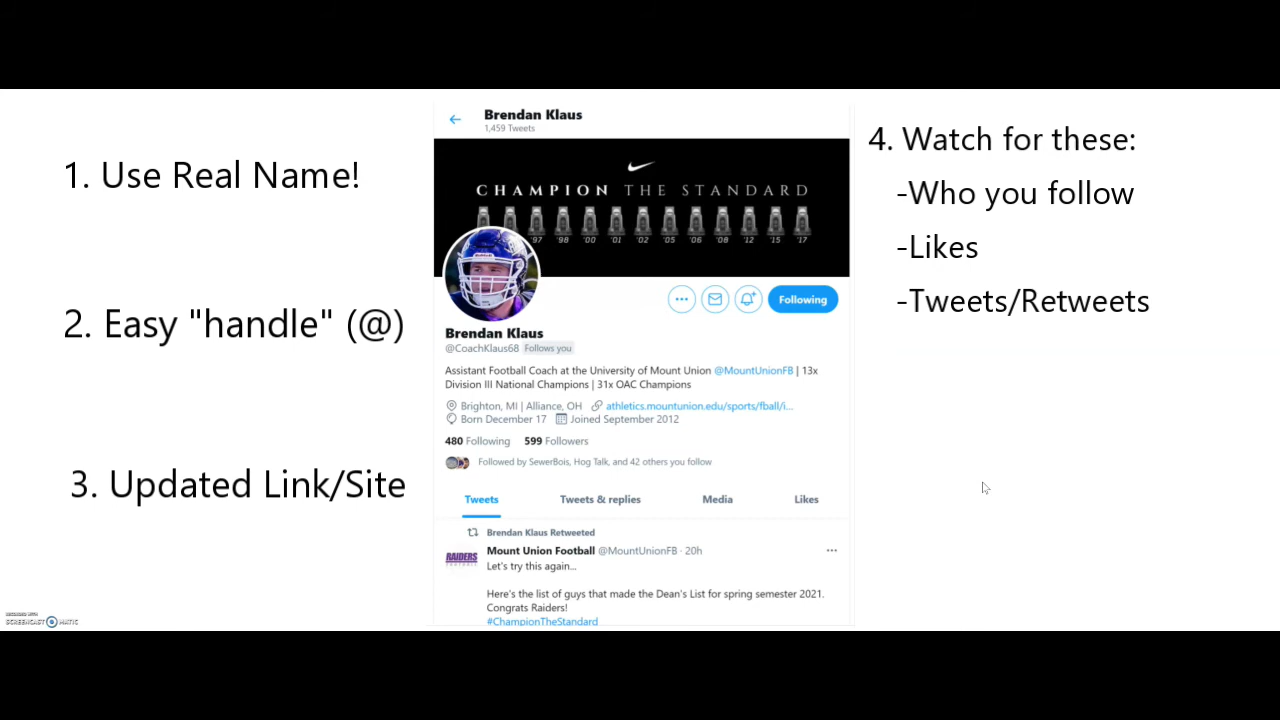 1. Use Real Name!
2. Easy "handle" (@)
3. Updated Link/Site
Brendan Klaus
1,459 Tweets
CHAMPION THE STANDARD
97 '98 '00 '01 '02 '05 '06 '08 '12 '15 '17
Following
Brendan Klaus
@CoachKlaus68 Follows you
Assistant Football Coach at the University of Mount Union @MountUnionFB | 13x
Division III National Champions | 31x OAC Champions
Brighton, MI | Alliance, OH athletics.mountunion.edu/sports/fball/i...
Born December 17 Joined September 2012
480 Following 599 Followers
Followed by SewerBois, Hog Talk, and 42 others you follow
Tweets Tweets & replies Media Likes
Brendan Klaus Retweeted
RAIDERS
FOOTBALL
Mount Union Football @MountUnionFB · 20h
Let's try this again...
Here's the list of guys that made the Dean's List for spring semester 2021.
Congrats Raiders!
#ChampionTheStandard
4. Watch for these:
-Who you follow
-Likes
-Tweets/Retweets
RECORDED WITH
SCREENCAST MATIC